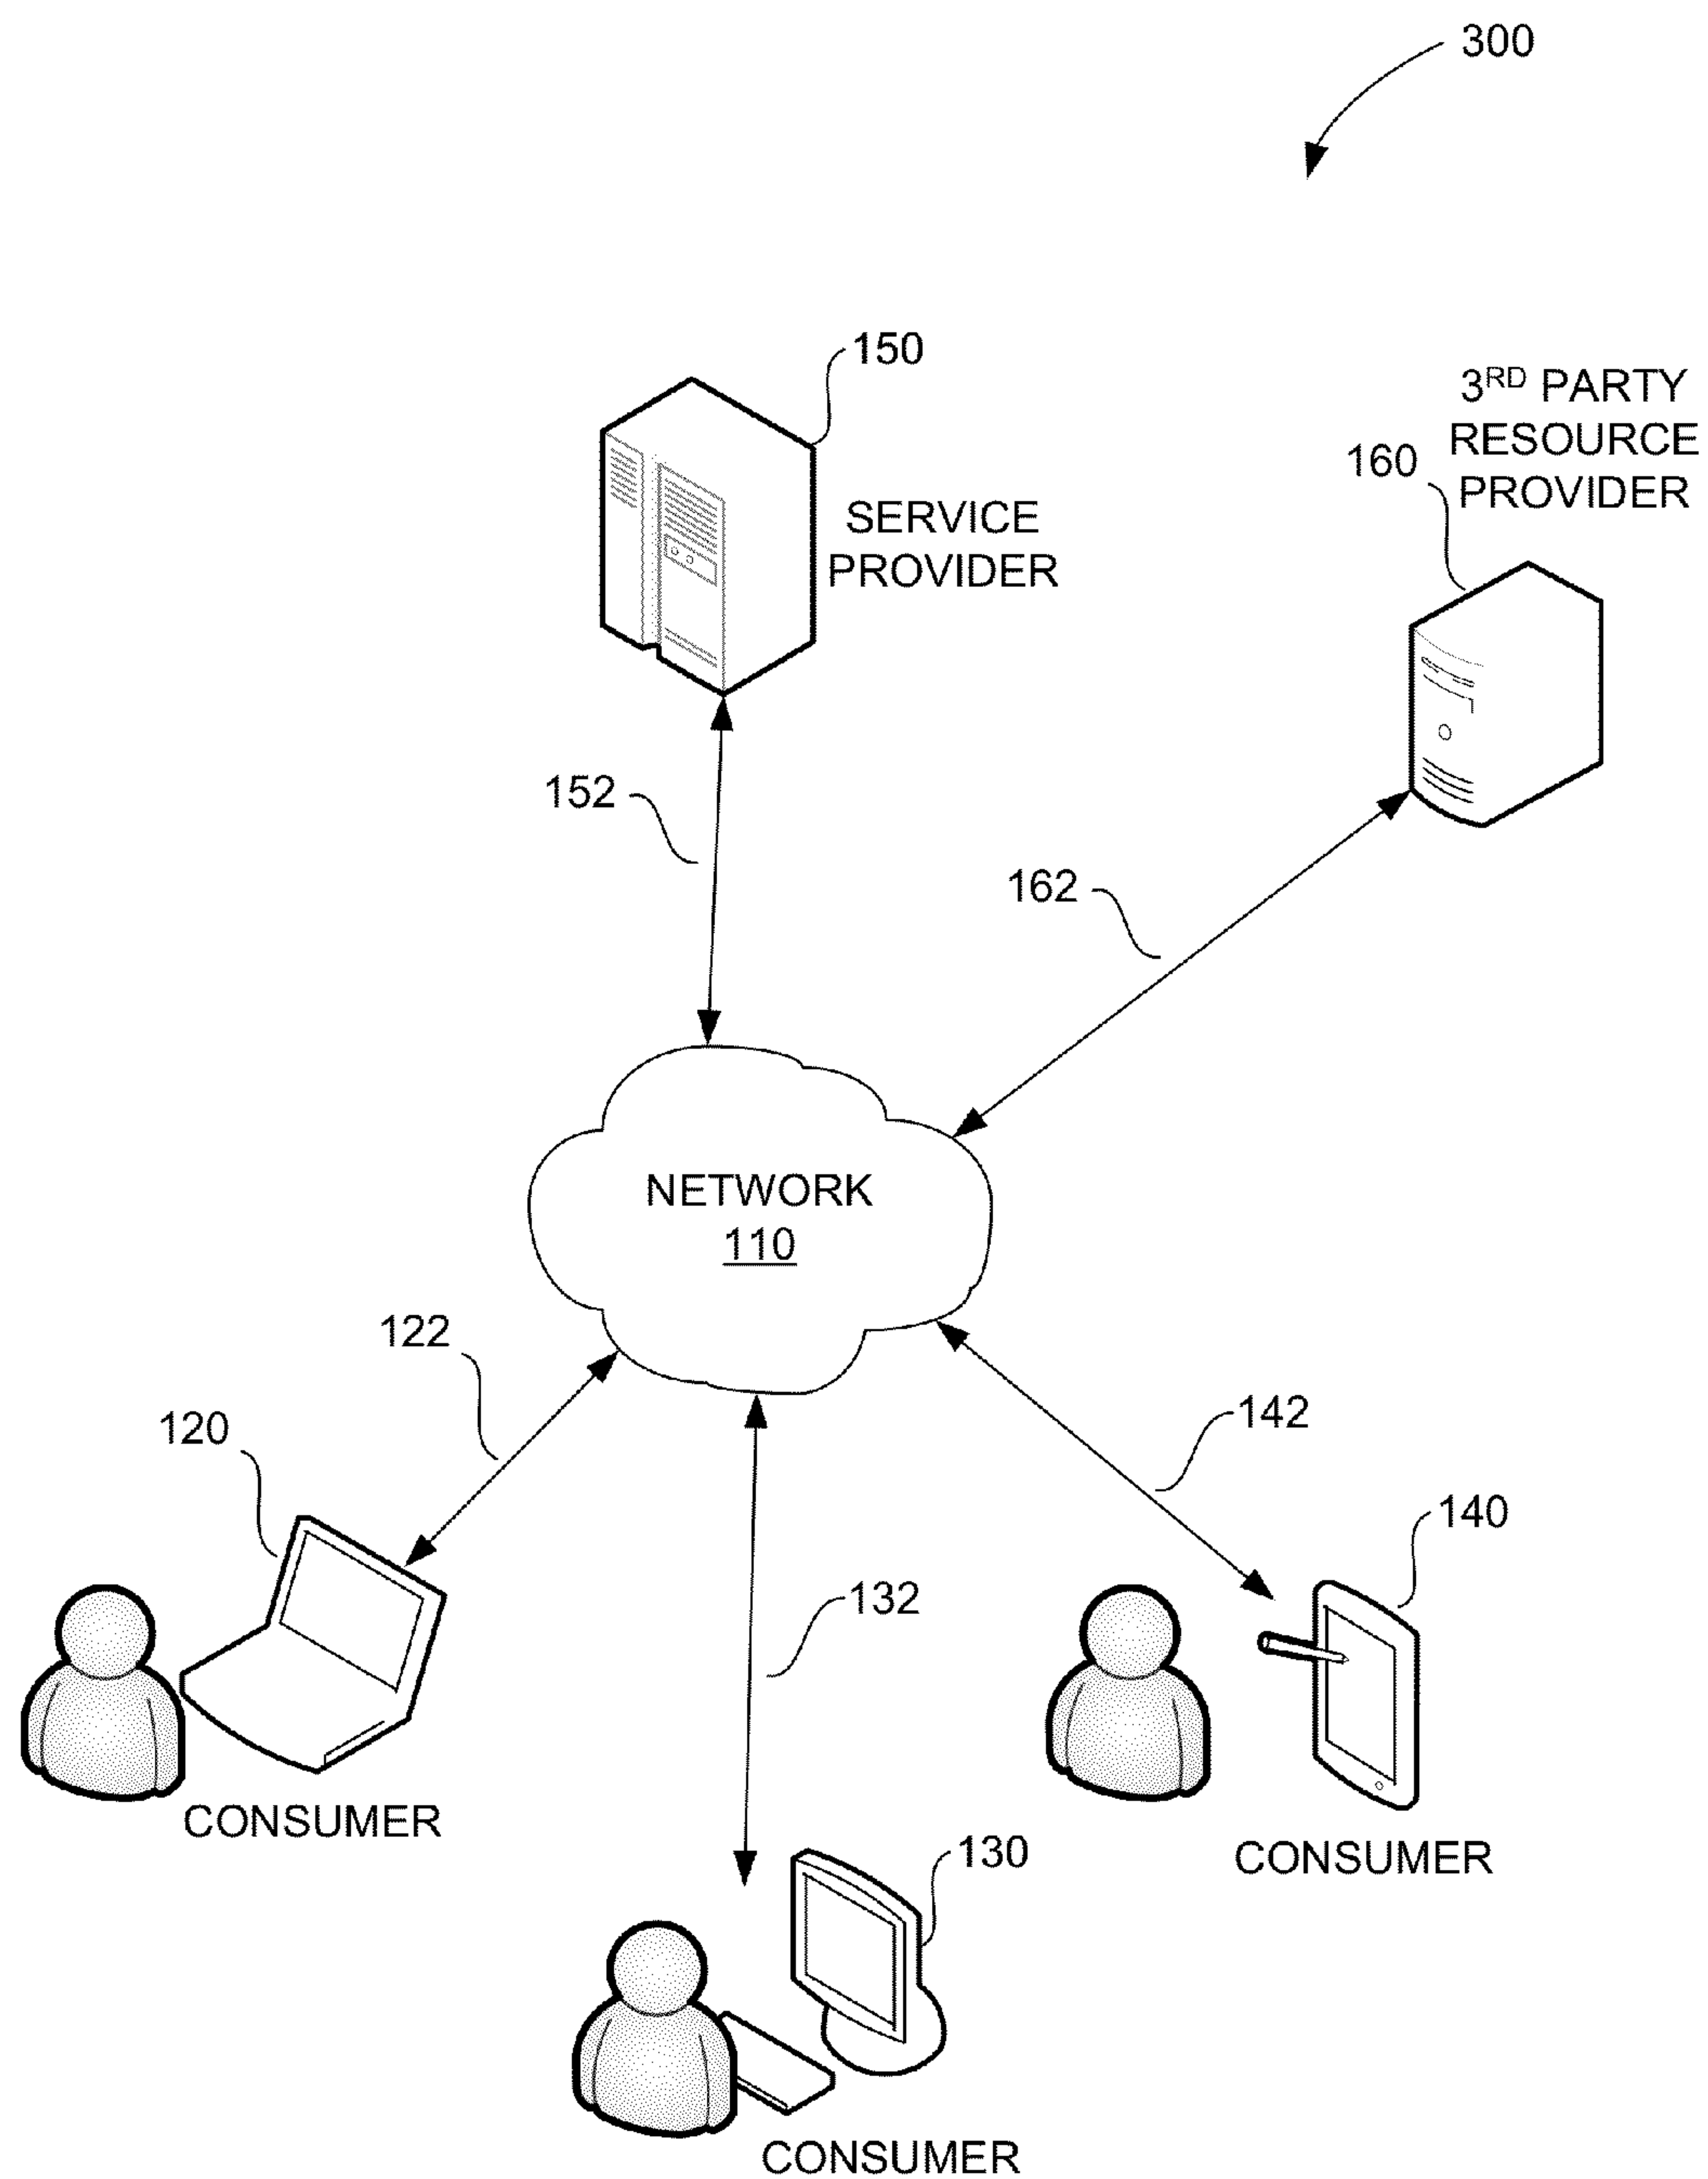 300
150
3RD PARTY
RESOURCE
160
PROVIDER
SERVICE
PROVIDER
152
162
NETWORK
110
122
120
142
140
132
CONSUMER
130
CONSUMER
CONSUMER